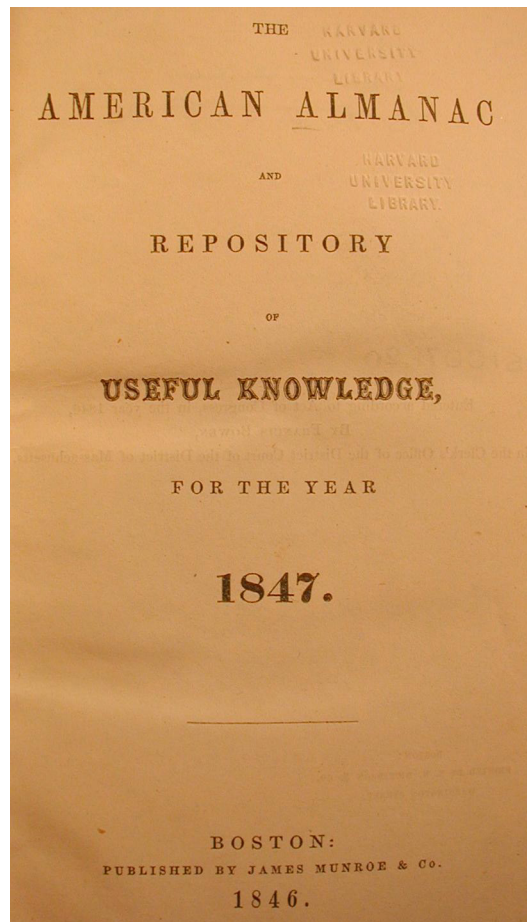 THE
HARVARD
UNIVERSITY
LIBRARY
AMERICAN ALMANAC
AND
HARVARD
UNIVERSITY
LIBRARY.
REPOSITORY
OF
USEFUL KNOWLEDGE,
FOR THE YEAR
1847.
BOSTON:
PUBLISHED BY JAMES MUNROE & Co.
1846.